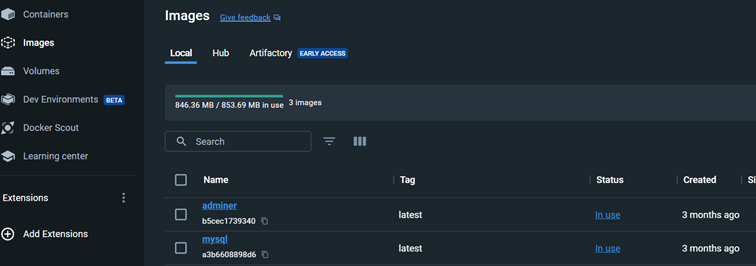 Containers
Images
Volumes
Dev Environments BETA
Docker Scout
Learning center
Extensions
Add Extensions
Images Give feedback
Local Hub Artifactory EARLY ACCESS
846.36 MB / 853.69 MB in use 3 images
Search
Name Tag Status Created Si
adminer latest In use 3 months ago
b5cec1739340
mysql latest In use 3 months ago
a3b6608898d6